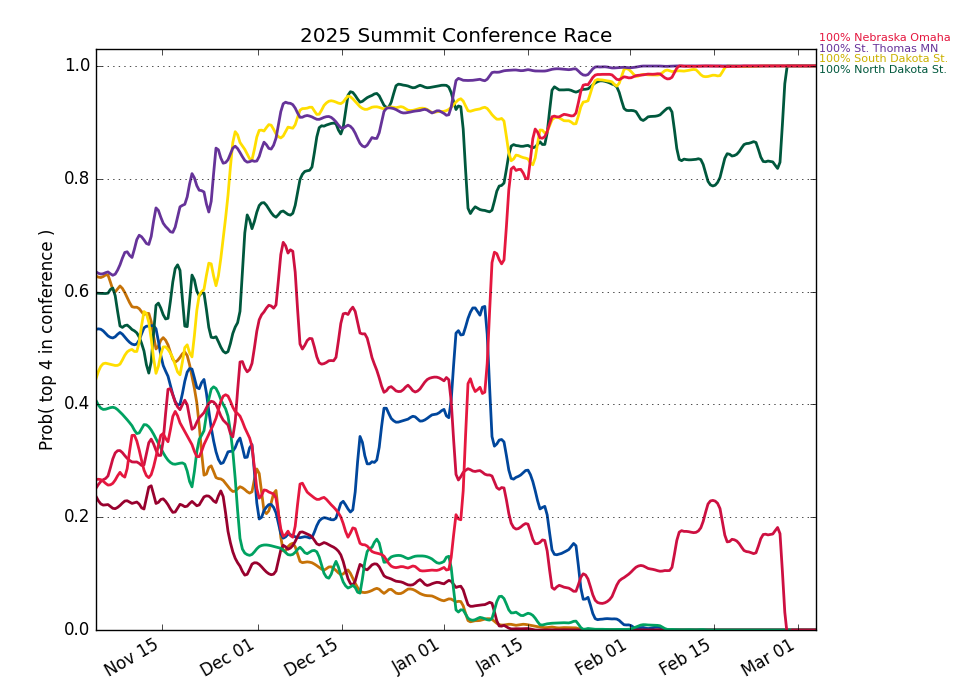 2025 Summit Conference Race
100% Nebraska Omaha
100% St. Thomas MN
100% South Dakota St.
100% North Dakota St.
Prob( top 4 in conference )
1.0
0.8
0.6
0.4
0.2
0.0
Nov 15
Dec 01
Dec 15
Jan 01
Jan 15
Feb 01
Feb 15
Mar 01